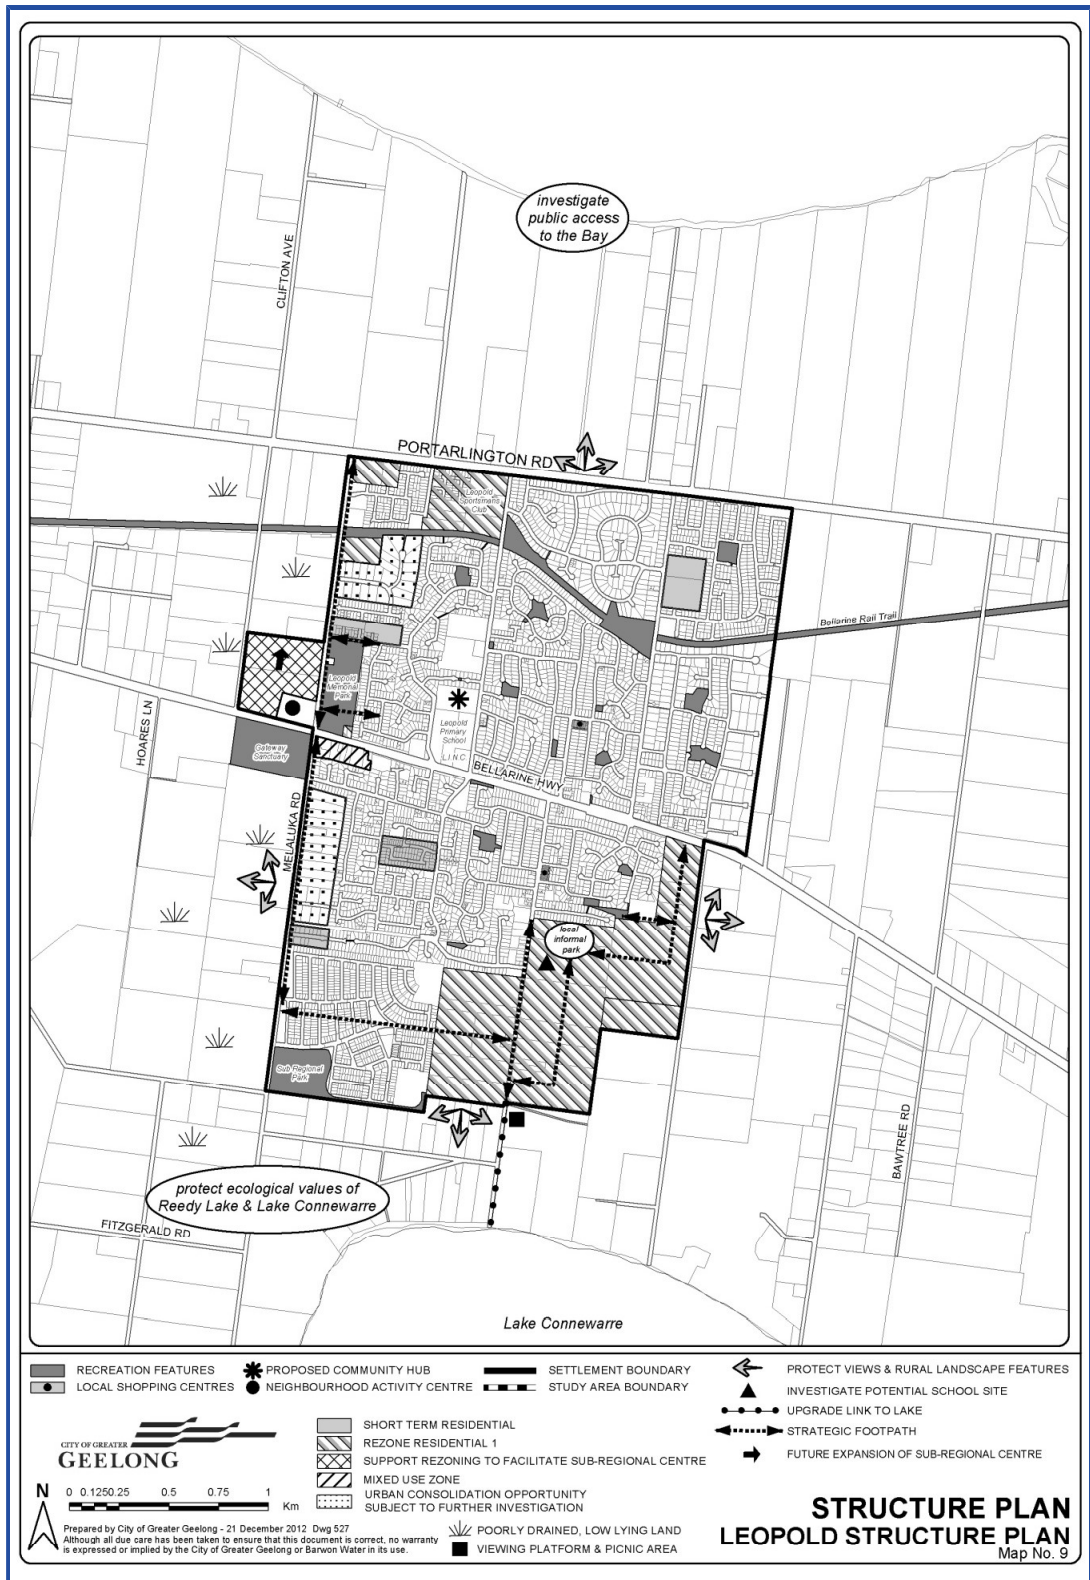 investigate
public access
to the Bay
CLIFTON AVE
PORTARLINGTON RD
Leopold
Sportsmans
Club
Bellarine Rail Trail
Leopold
Memorial
Park
Leopold
Primary
School
L.I.N.C
HOARES LN
Gateway
Sanctuary
BELLARINE HWY
MELALUKA RD
local
informal
park
Sub Regional
Park
BAWTREE RD
protect ecological values of
Reedy Lake & Lake Connewarre
FITZGERALD RD
Lake Connewarre
RECREATION FEATURES
LOCAL SHOPPING CENTRES
PROPOSED COMMUNITY HUB
NEIGHBOURHOOD ACTIVITY CENTRE
SETTLEMENT BOUNDARY
STUDY AREA BOUNDARY
PROTECT VIEWS & RURAL LANDSCAPE FEATURES
INVESTIGATE POTENTIAL SCHOOL SITE
UPGRADE LINK TO LAKE
STRATEGIC FOOTPATH
FUTURE EXPANSION OF SUB-REGIONAL CENTRE
CITY OF GREATER
GEELONG
SHORT TERM RESIDENTIAL
REZONE RESIDENTIAL 1
SUPPORT REZONING TO FACILITATE SUB-REGIONAL CENTRE
MIXED USE ZONE
URBAN CONSOLIDATION OPPORTUNITY
SUBJECT TO FURTHER INVESTIGATION
N
0 0.1250.25 0.5 0.75 1
Km
Prepared by City of Greater Geelong - 21 December 2012 Dwg 527
Although all due care has been taken to ensure that this document is correct, no warranty
is expressed or implied by the City of Greater Geelong or Barwon Water in its use.
POORLY DRAINED, LOW LYING LAND
VIEWING PLATFORM & PICNIC AREA
STRUCTURE PLAN
LEOPOLD STRUCTURE PLAN
Map No. 9